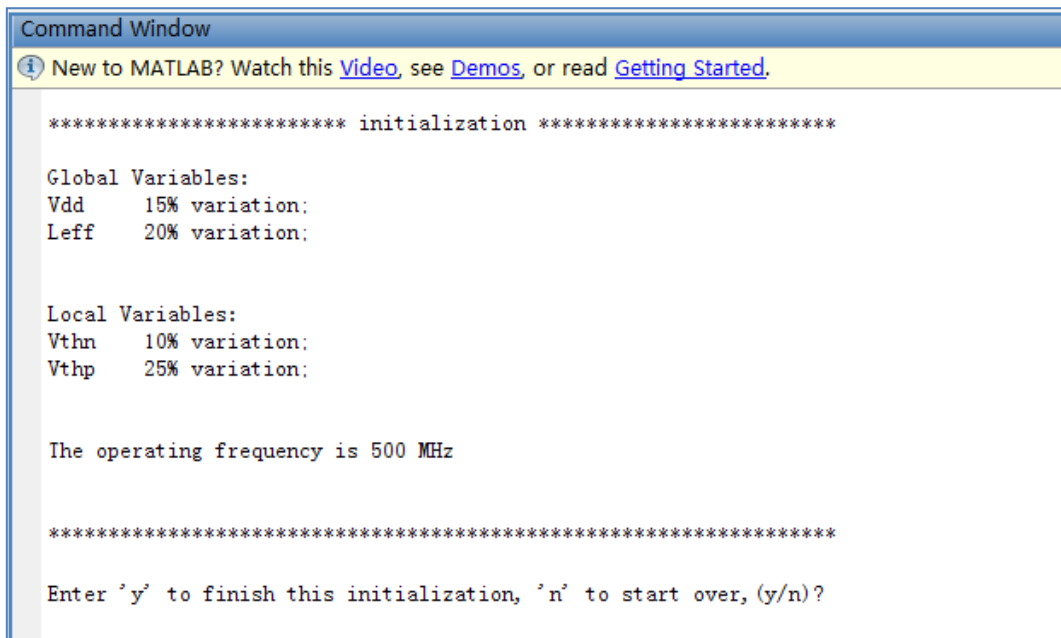 Command Window
New to MATLAB? Watch this Video, see Demos, or read Getting Started.
************************* initialization *************************
Global Variables:
Vdd 15% variation;
Leff 20% variation;
Local Variables:
Vthn 10% variation;
Vthp 25% variation;
The operating frequency is 500 MHz
******************************************************************
Enter 'y' to finish this initialization, 'n' to start over,(y/n)?